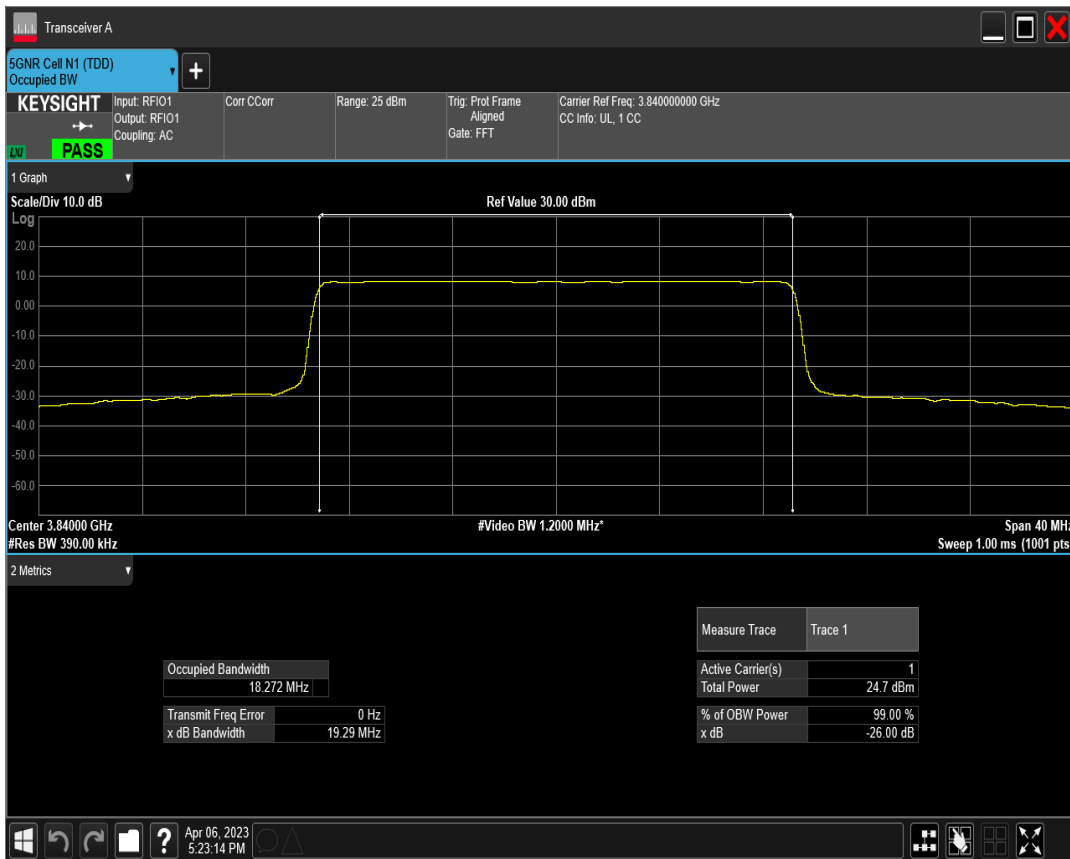 Transceiver A
5GNR Cell N1 (TDD)
Occupied BW
+
KEYSIGHT
LXI
PASS
Input: RFIO1
Output: RFIO1
Coupling: AC
Corr CCorr
Range: 25 dBm
Trig: Prot Frame
Aligned
Gate: FFT
Carrier Ref Freq: 3.840000000 GHz
CC Info: UL, 1 CC
1 Graph
Scale/Div 10.0 dB
Ref Value 30.00 dBm
Log
20.0
10.0
0.00
-10.0
-20.0
-30.0
-40.0
-50.0
-60.0
Center 3.84000 GHz
#Video BW 1.2000 MHz*
Span 40 MHz
#Res BW 390.00 kHz
Sweep 1.00 ms (1001 pts
2 Metrics
Measure Trace Trace 1
Occupied Bandwidth
18.272 MHz
Active Carrier(s) 1
Total Power 24.7 dBm
Transmit Freq Error 0 Hz
x dB Bandwidth 19.29 MHz
% of OBW Power 99.00 %
x dB -26.00 dB
?
Apr 06, 2023
5:23:14 PM